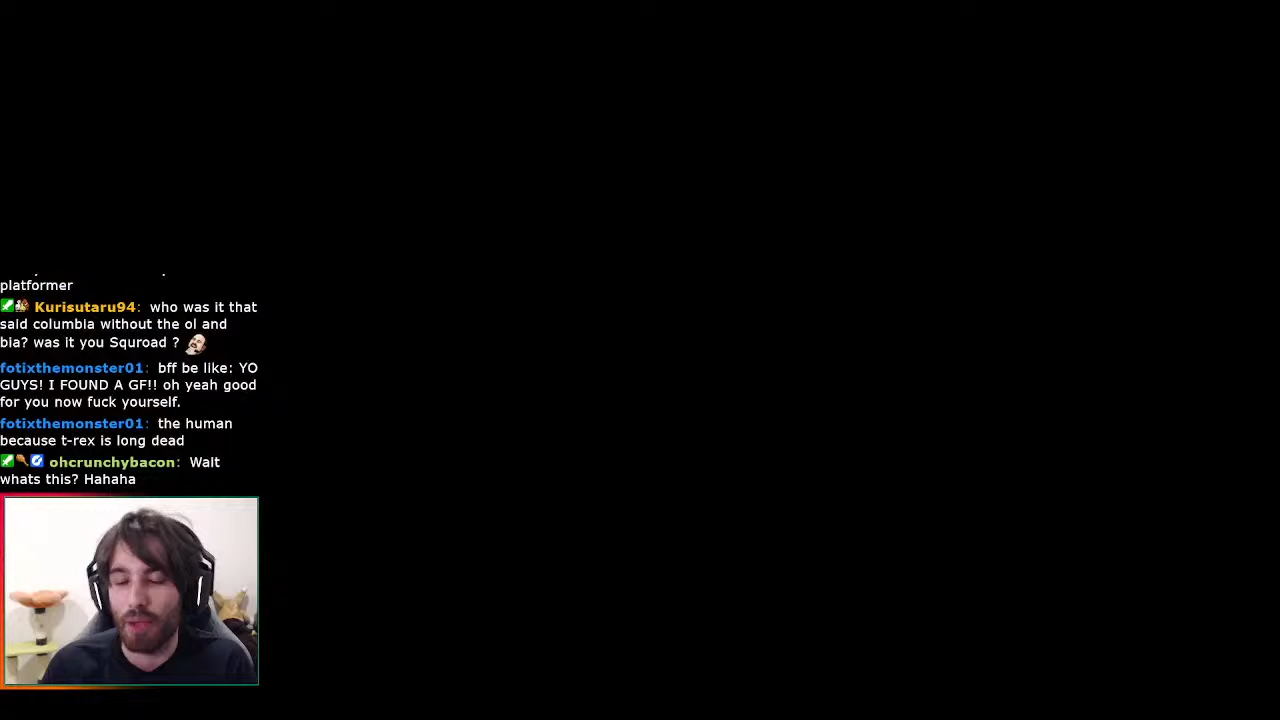 platformer
Kurisutaru94: who was it that
said columbia without the ol and
bia? was it you Squroad ?
fotixthemonster01: bff be like: YO
GUYS! I FOUND A GF!! oh yeah good
for you now fuck yourself.
fotixthemonster01: the human
because t-rex is long dead
ohcrunchybacon: Wait
whats this? Hahaha